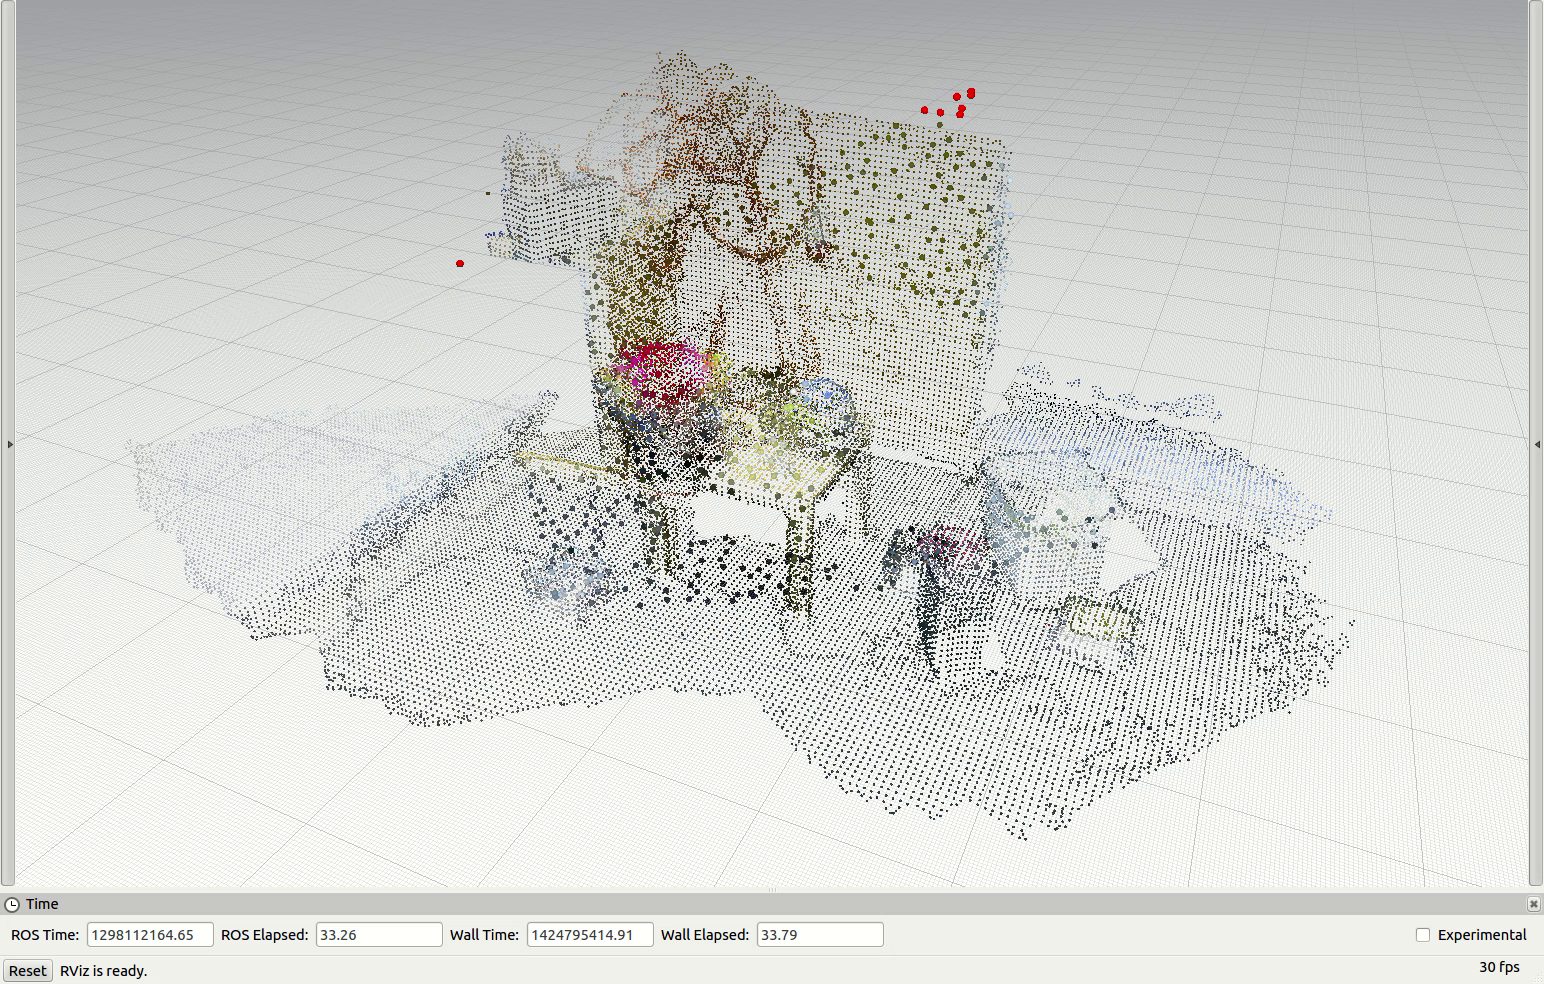 Time
ROS Time: 1298112164.65 ROS Elapsed: 33.26 Wall Time: 1424795414.91 Wall Elapsed: 33.79 Experimental
Reset RViz is ready. 30 fps